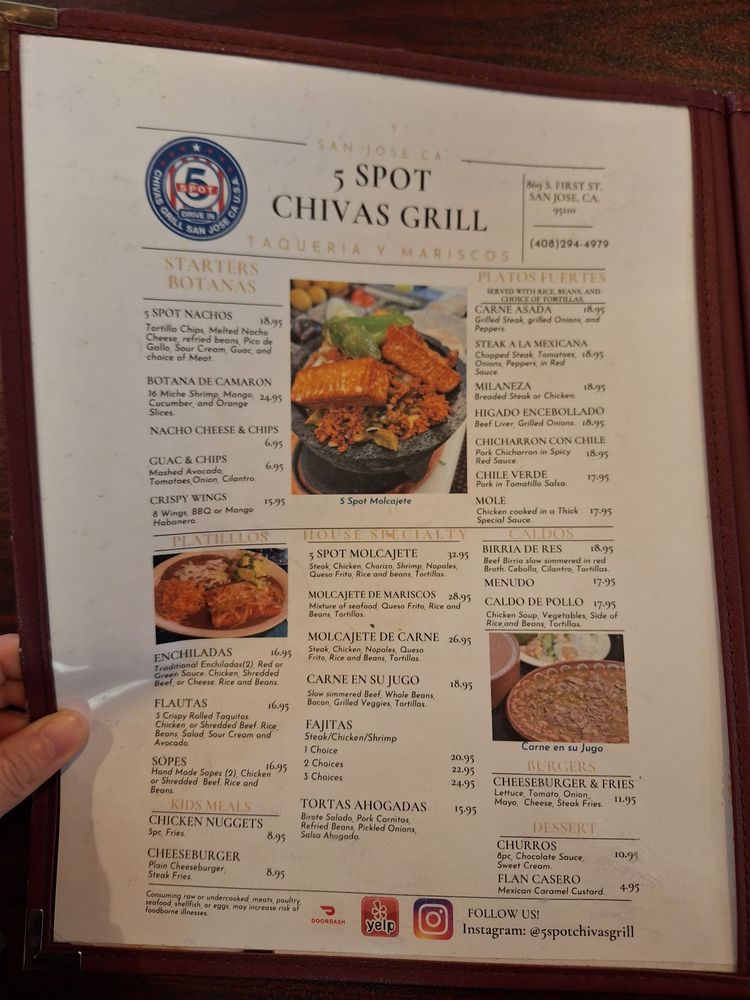 SAN JOSE, CA
5 SPOT
CHIVAS GRILL
TAQUERIA Y MARISCOS
5
SPOT
DRIVE IN
CHIVAS GRILL SAN JOSE CA U.S.A.
869 S. FIRST ST.
SAN JOSE, CA.
95110
(408)294-4979
STARTERS
BOTANAS
5 SPOT NACHOS 18.95
Tortilla Chips, Melted Nacho
Cheese, refried beans, Pico de
Gallo, Sour Cream, Guac, and
choice of Meat.
BOTANA DE CAMARON
16 Miche Shrimp, Mango, 24.95
Cucumber, and Orange
Slices.
NACHO CHEESE & CHIPS
6.95
GUAC & CHIPS 6.95
Mashed Avocado,
Tomatoes,Onion, Cilantro.
CRISPY WINGS 15.95
8 Wings, BBQ or Mango
Habanero.
5 Spot Molcajete
PLATOS FUERTES
SERVED WITH RICE, BEANS, AND
CHOICE OF TORTILLAS.
CARNE ASADA 18.95
Grilled Steak, grilled Onions, and
Peppers.
STEAK A LA MEXICANA
Chopped Steak, Tomatoes, 18.95
Onions, Peppers, in Red
Sauce.
MILANEZA 18.95
Breaded Steak or Chicken.
HIGADO ENCEBOLLADO
Beef Liver, Grilled Onions. 18.95
CHICHARRON CON CHILE
Pork Chicharron in Spicy 18.95
Red Sauce.
CHILE VERDE 17.95
Pork in Tomatillo Salsa.
MOLE
Chicken cooked in a Thick 17.95
Special Sauce.
PLATILLOS
ENCHILADAS 16.95
Traditional Enchiladas(2), Red or
Green Sauce. Chicken, Shredded
Beef, or Cheese. Rice and Beans.
FLAUTAS 16.95
3 Crispy Rolled Taquitos.
Chicken, or Shredded Beef. Rice,
Beans, Salad, Sour Cream and
Avocado.
SOPES 16.95
Hand Made Sopes (2), Chicken
or Shredded Beef. Rice and
Beans.
KIDS MEALS
CHICKEN NUGGETS
5pc, Fries. 8.95
CHEESEBURGER
Plain Cheeseburger, 8.95
Steak Fries.
HOUSE SPECIALTY
5 SPOT MOLCAJETE 32.95
Steak, Chicken, Chorizo, Shrimp, Nopales,
Queso Frito, Rice and beans, Tortillas.
MOLCAJETE DE MARISCOS 28.95
Mixture of seafood, Queso Frito, Rice and
Beans, Tortillas.
MOLCAJETE DE CARNE 26.95
Steak, Chicken, Nopales, Queso
Frito, Rice and Beans, Tortillas.
CARNE EN SU JUGO 18.95
Slow simmered Beef, Whole Beans,
Bacon, Grilled Veggies, Tortillas.
FAJITAS
Steak/Chicken/Shrimp
1 Choice 20.95
2 Choices 22.95
3 Choices 24.95
TORTAS AHOGADAS 15.95
Birote Salado, Pork Carnitas,
Refried Beans, Pickled Onions,
Salsa Ahogado.
CALDOS
BIRRIA DE RES 18.95
Beef Birria slow simmered in red
Broth. Cebolla, Cilantro, Tortillas.
MENUDO 17.95
CALDO DE POLLO 17.95
Chicken Soup, Vegetables, Side of
Rice,and Beans, Tortillas.
Carne en su Jugo
BURGERS
CHEESEBURGER & FRIES
Lettuce, Tomato, Onion, 11.95
Mayo, Cheese, Steak Fries.
DESSERT
CHURROS 10.95
8pc, Chocolate Sauce,
Sweet Cream.
FLAN CASERO 4.95
Mexican Caramel Custard.
Consuming raw or undercooked, meats, poultry,
seafood, shellfish, or eggs, may increase risk of
foodborne illnesses.
DOORDASH
yelp
FOLLOW US!
Instagram: @5spotchivasgrill